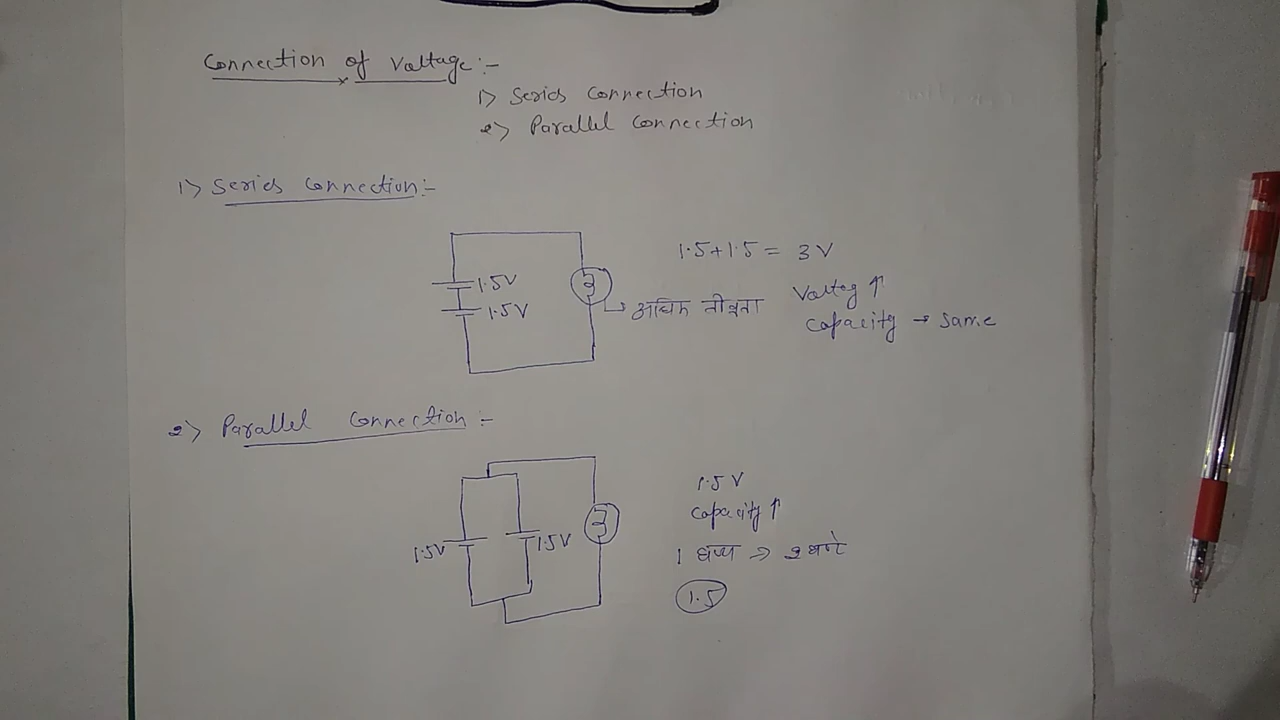 Connection of Voltage:-
1> Series Connection
2> Parallel Connection
1> Series Connection:-
1.5V
1.5V
1.5+1.5= 3V
अधिक तीव्रता
Voltag ↑
Capacity → same
2> Parallel Connection :-
1.5V
1.5V
1.5 V
Capacity ↑
1 घण्टा → 2 घण्टे
1.5